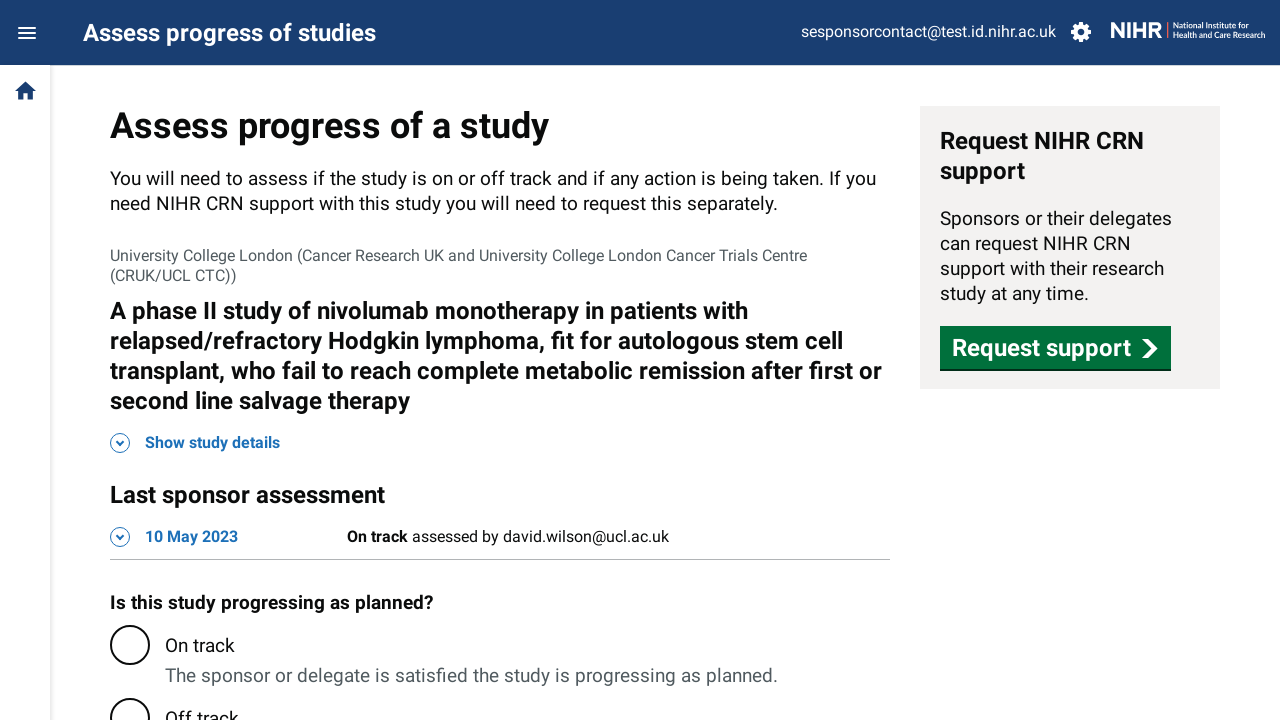 Assess progress of studies
sesponsorcontact@test.id.nihr.ac.uk
NIHR
National Institute for
Health and Care Research
Assess progress of a study
You will need to assess if the study is on or off track and if any action is being taken. If you
need NIHR CRN support with this study you will need to request this separately.
University College London (Cancer Research UK and University College London Cancer Trials Centre
(CRUK/UCL CTC))
A phase II study of nivolumab monotherapy in patients with
relapsed/refractory Hodgkin lymphoma, fit for autologous stem cell
transplant, who fail to reach complete metabolic remission after first or
second line salvage therapy
Show study details
Last sponsor assessment
10 May 2023 On track assessed by david.wilson@ucl.ac.uk
Is this study progressing as planned?
On track
The sponsor or delegate is satisfied the study is progressing as planned.
Off track
Request NIHR CRN
support
Sponsors or their delegates
can request NIHR CRN
support with their research
study at any time.
Request support